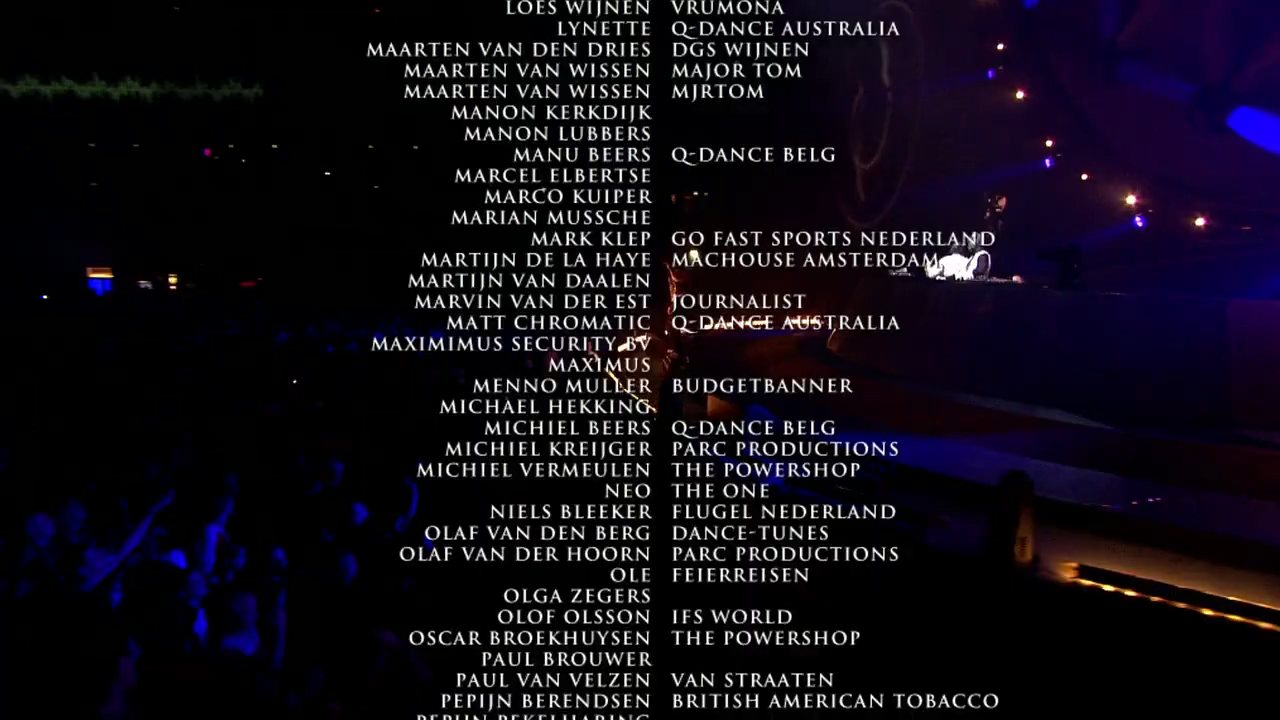 LOES WIJNEN VRUMONA
LYNETTE Q-DANCE AUSTRALIA
MAARTEN VAN DEN DRIES DGS WIJNEN
MAARTEN VAN WISSEN MAJOR TOM
MAARTEN VAN WISSEN MJRTOM
MANON KERKDIJK
MANON LUBBERS
MANU BEERS Q-DANCE BELG
MARCEL ELBERTSE
MARCO KUIPER
MARIAN MUSSCHE
MARK KLEP GO FAST SPORTS NEDERLAND
MARTIJN DE LA HAYE MACHOUSE AMSTERDAM
MARTIJN VAN DAALEN
MARVIN VAN DER EST JOURNALIST
MATT CHROMATIC Q-DANCE AUSTRALIA
MAXIMIMUS SECURITY BV
MAXIMUS
MENNO MULLER BUDGETBANNER
MICHAEL HEKKING
MICHIEL BEERS Q-DANCE BELG
MICHIEL KREIJGER PARC PRODUCTIONS
MICHIEL VERMEULEN THE POWERSHOP
NEO THE ONE
NIELS BLEEKER FLUGEL NEDERLAND
OLAF VAN DEN BERG DANCE-TUNES
OLAF VAN DER HOORN PARC PRODUCTIONS
OLE FEIERREISEN
OLGA ZEGERS
OLOF OLSSON IFS WORLD
OSCAR BROEKHUYSEN THE POWERSHOP
PAUL BROUWER
PAUL VAN VELZEN VAN STRAATEN
PEPIJN BERENDSEN BRITISH AMERICAN TOBACCO
PEPIJN PEKELHARING